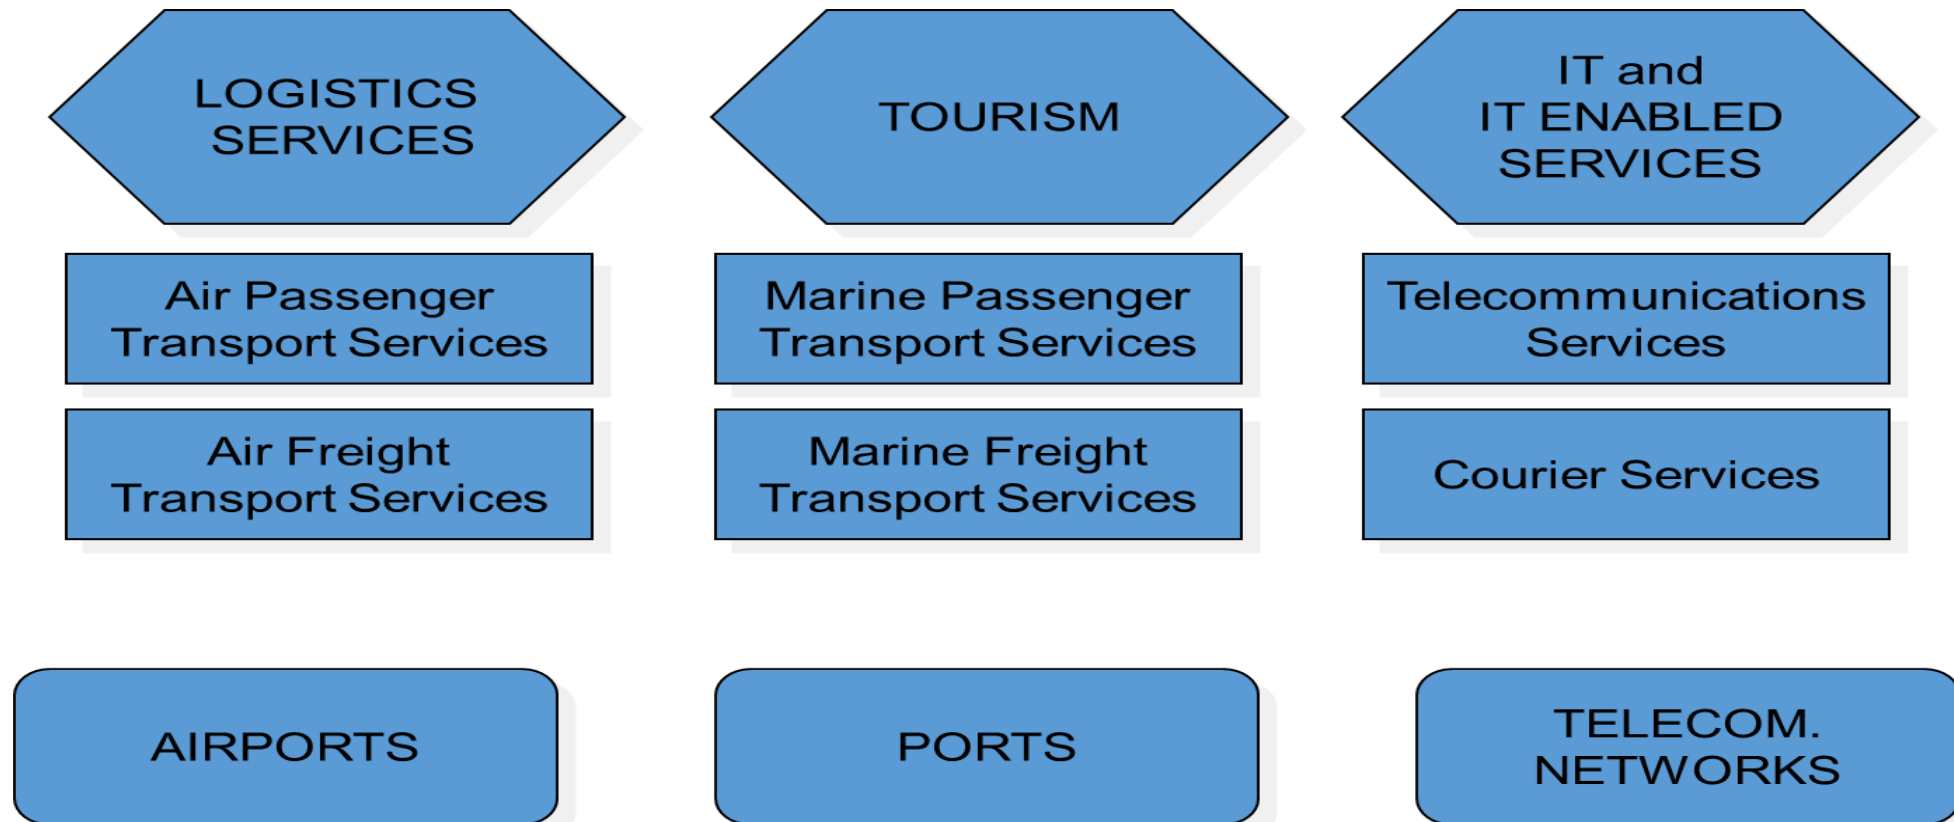 LOGISTICS
SERVICES
TOURISM
IT and
IT ENABLED
SERVICES
Air Passenger
Transport Services
Marine Passenger
Transport Services
Telecommunications
Services
Air Freight
Transport Services
Marine Freight
Transport Services
Courier Services
AIRPORTS
PORTS
TELECOM.
NETWORKS